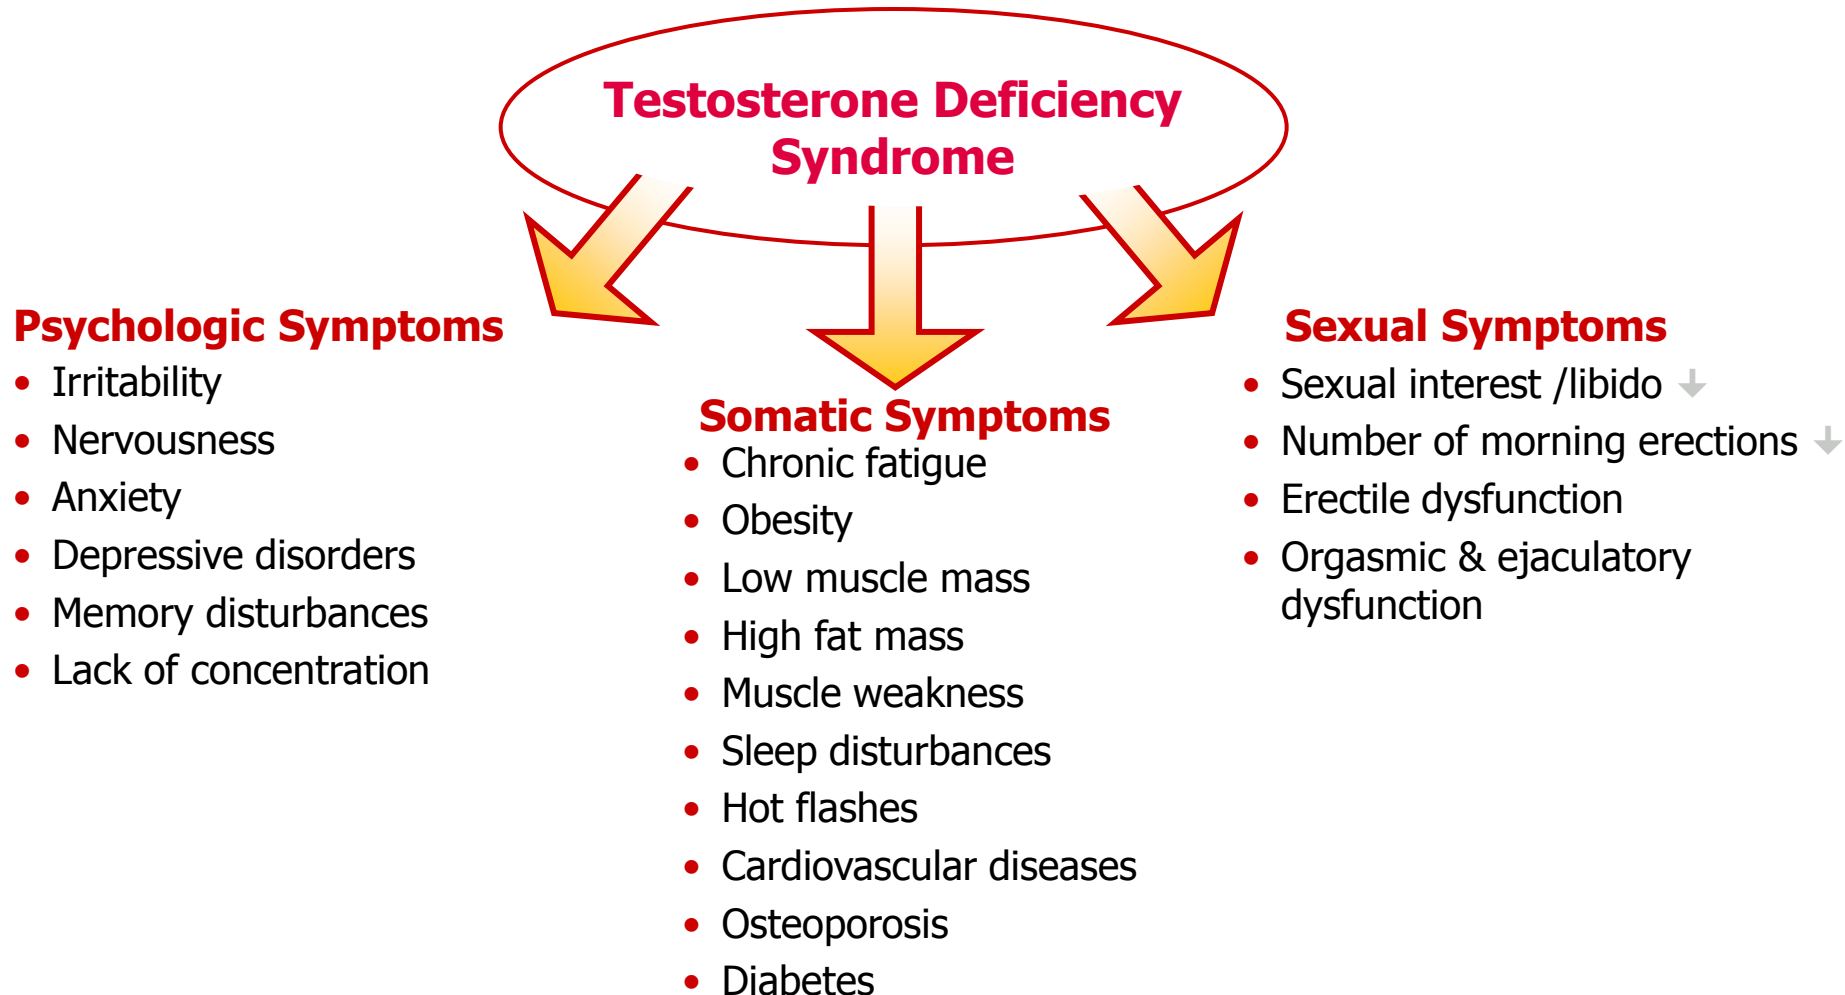 Testosterone Deficiency
Syndrome
Psychologic Symptoms
• Irritability
• Nervousness
• Anxiety
• Depressive disorders
• Memory disturbances
• Lack of concentration
Somatic Symptoms
• Chronic fatigue
• Obesity
• Low muscle mass
• High fat mass
• Muscle weakness
• Sleep disturbances
• Hot flashes
• Cardiovascular diseases
• Osteoporosis
• Diabetes
Sexual Symptoms
• Sexual interest /libido ↓
• Number of morning erections ↓
• Erectile dysfunction
• Orgasmic & ejaculatory
dysfunction